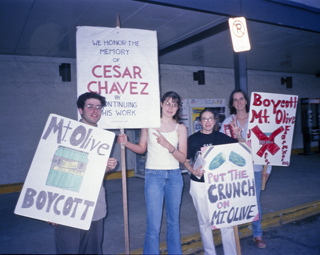 WE HONOR THE
MEMORY OF
CESAR
CHAVEZ
BY
CONTINUING
HIS WORK
Mt. Olive
BOYCOTT
PUT THE
CRUNCH
ON
Mt OLIVE
BOYCOTT
Mt. Olive